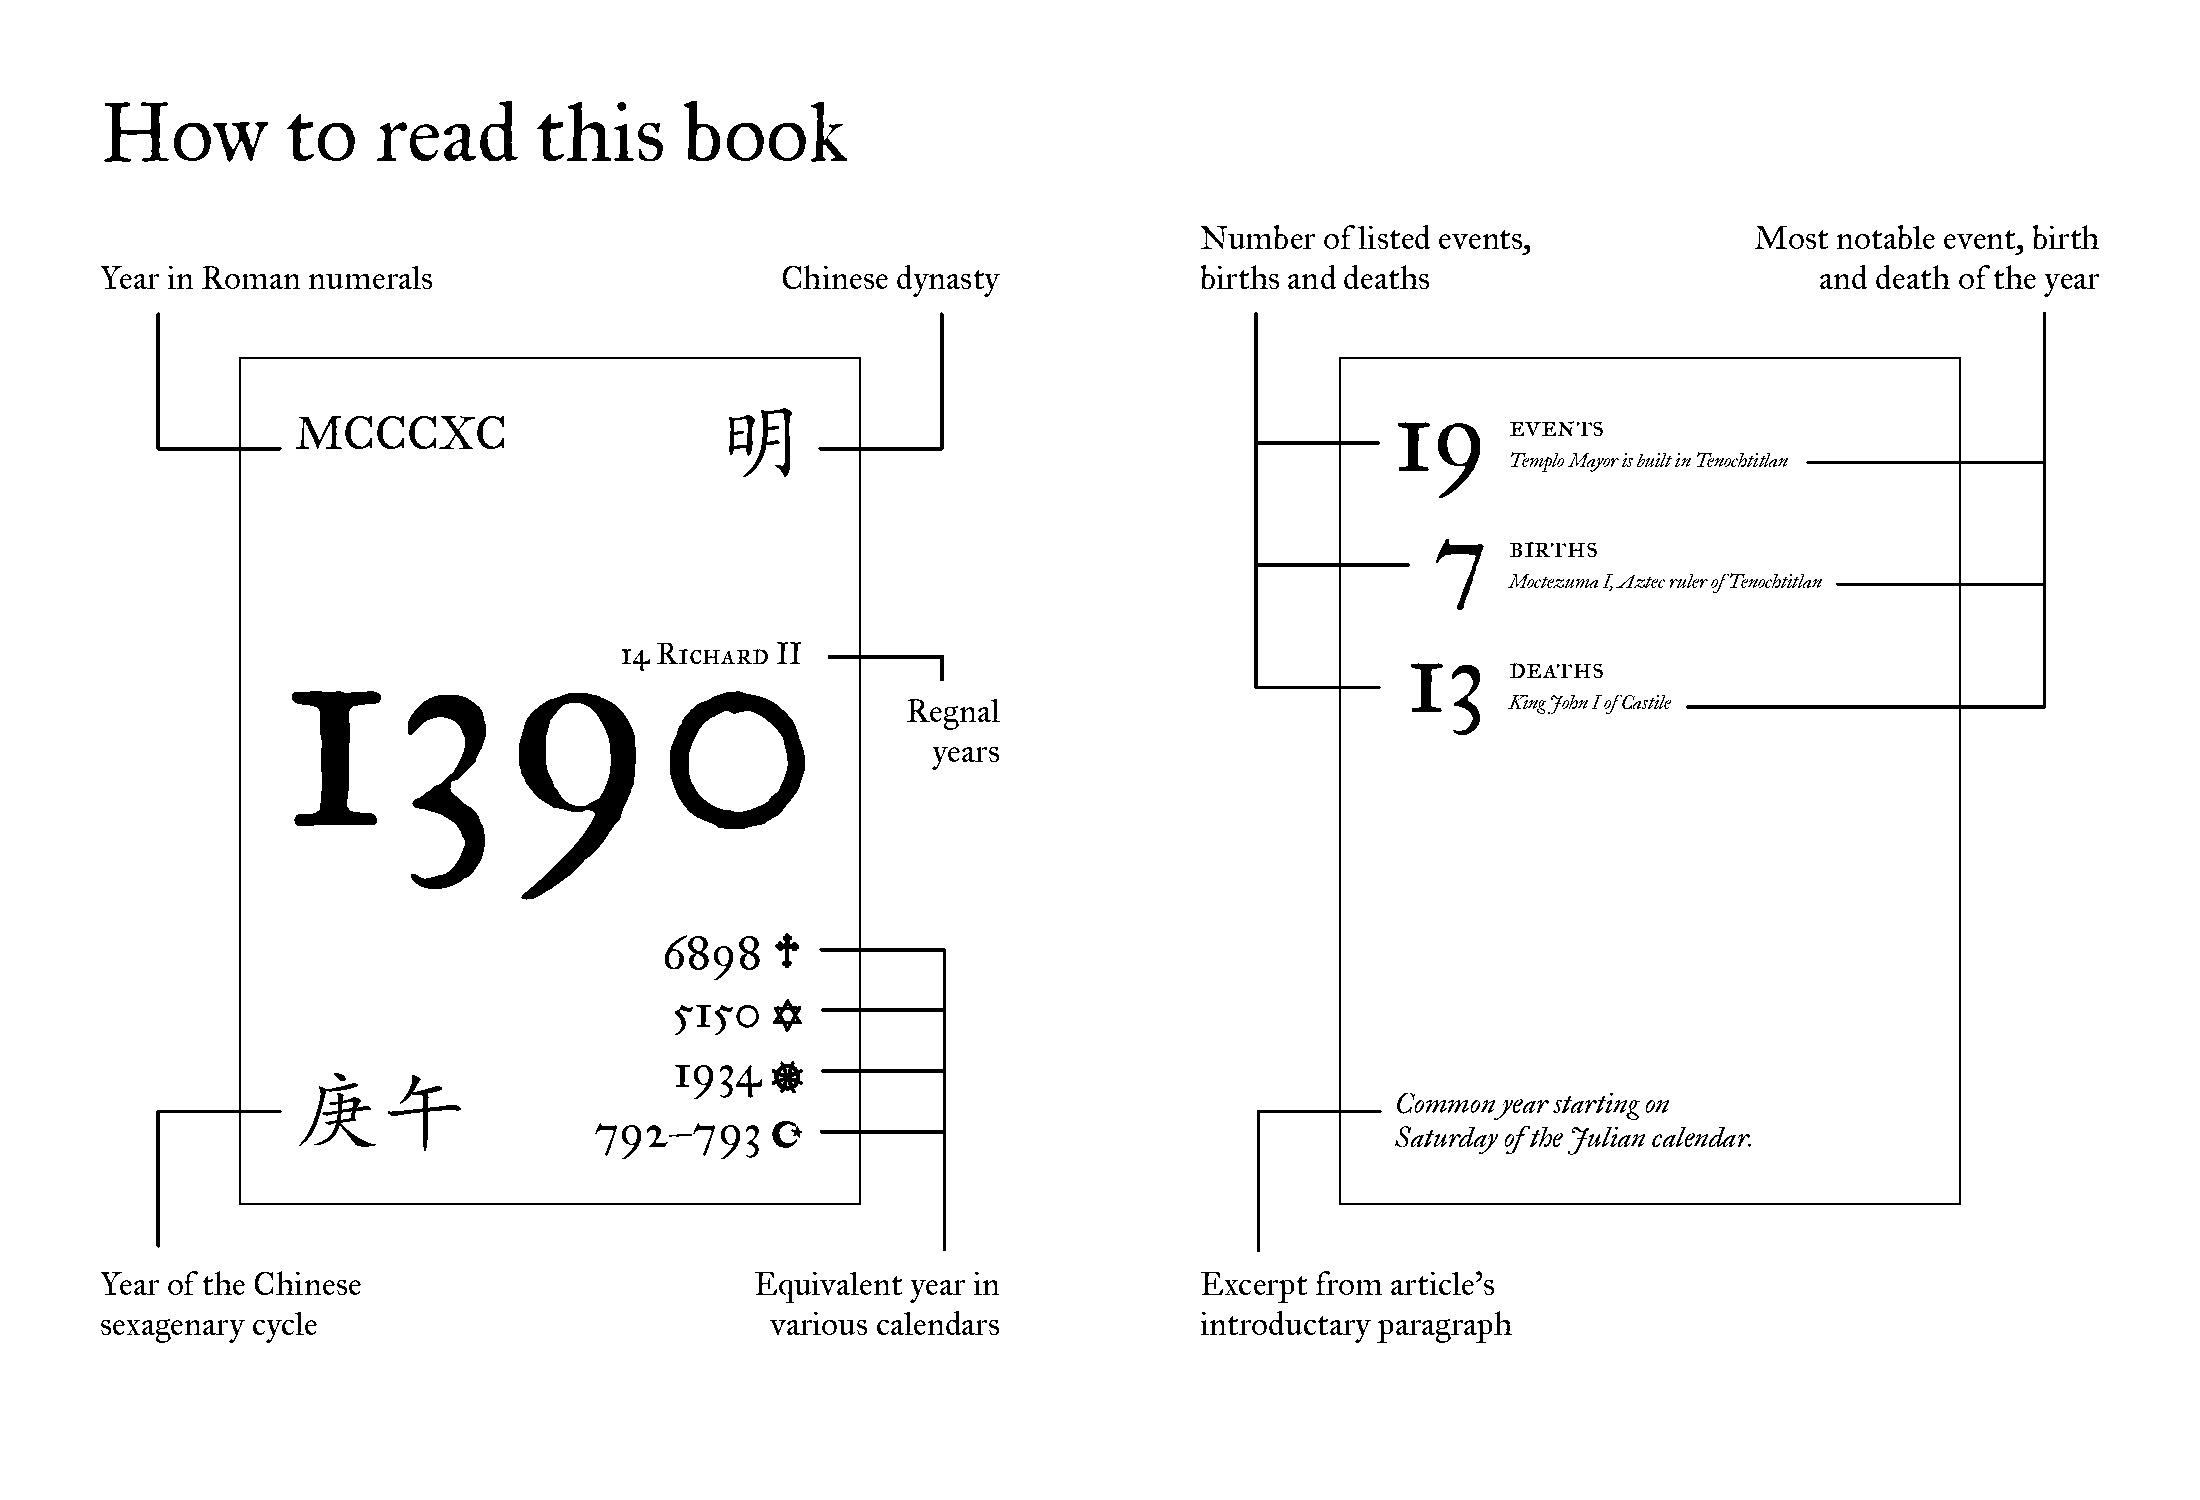 How to read this book
Year in Roman numerals
Chinese dynasty
MCCCXC
明
14 Richard II
Regnal
years
1390
6898
5150
1934
792–793
庚午
Year of the Chinese
sexagenary cycle
Equivalent year in
various calendars
Number of listed events,
births and deaths
Most notable event, birth
and death of the year
19 EVENTS
Templo Mayor is built in Tenochtitlan
7 BIRTHS
Moctezuma I, Aztec ruler of Tenochtitlan
13 DEATHS
King John I of Castile
Common year starting on
Saturday of the Julian calendar.
Excerpt from article’s
introductary paragraph